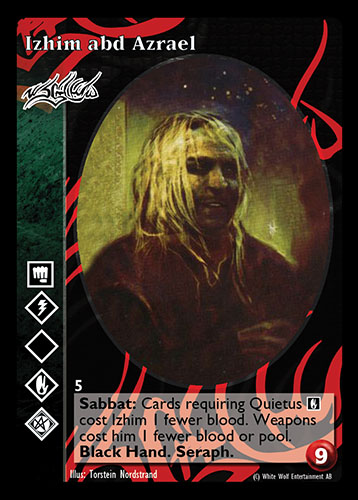 Izhim abd Azrael
5
Sabbat: Cards requiring Quietus
cost Izhim 1 fewer blood. Weapons
cost him 1 fewer blood or pool.
Black Hand. Seraph.
9
Illus: Torstein Nordstrand
(C) White Wolf Entertainment AB